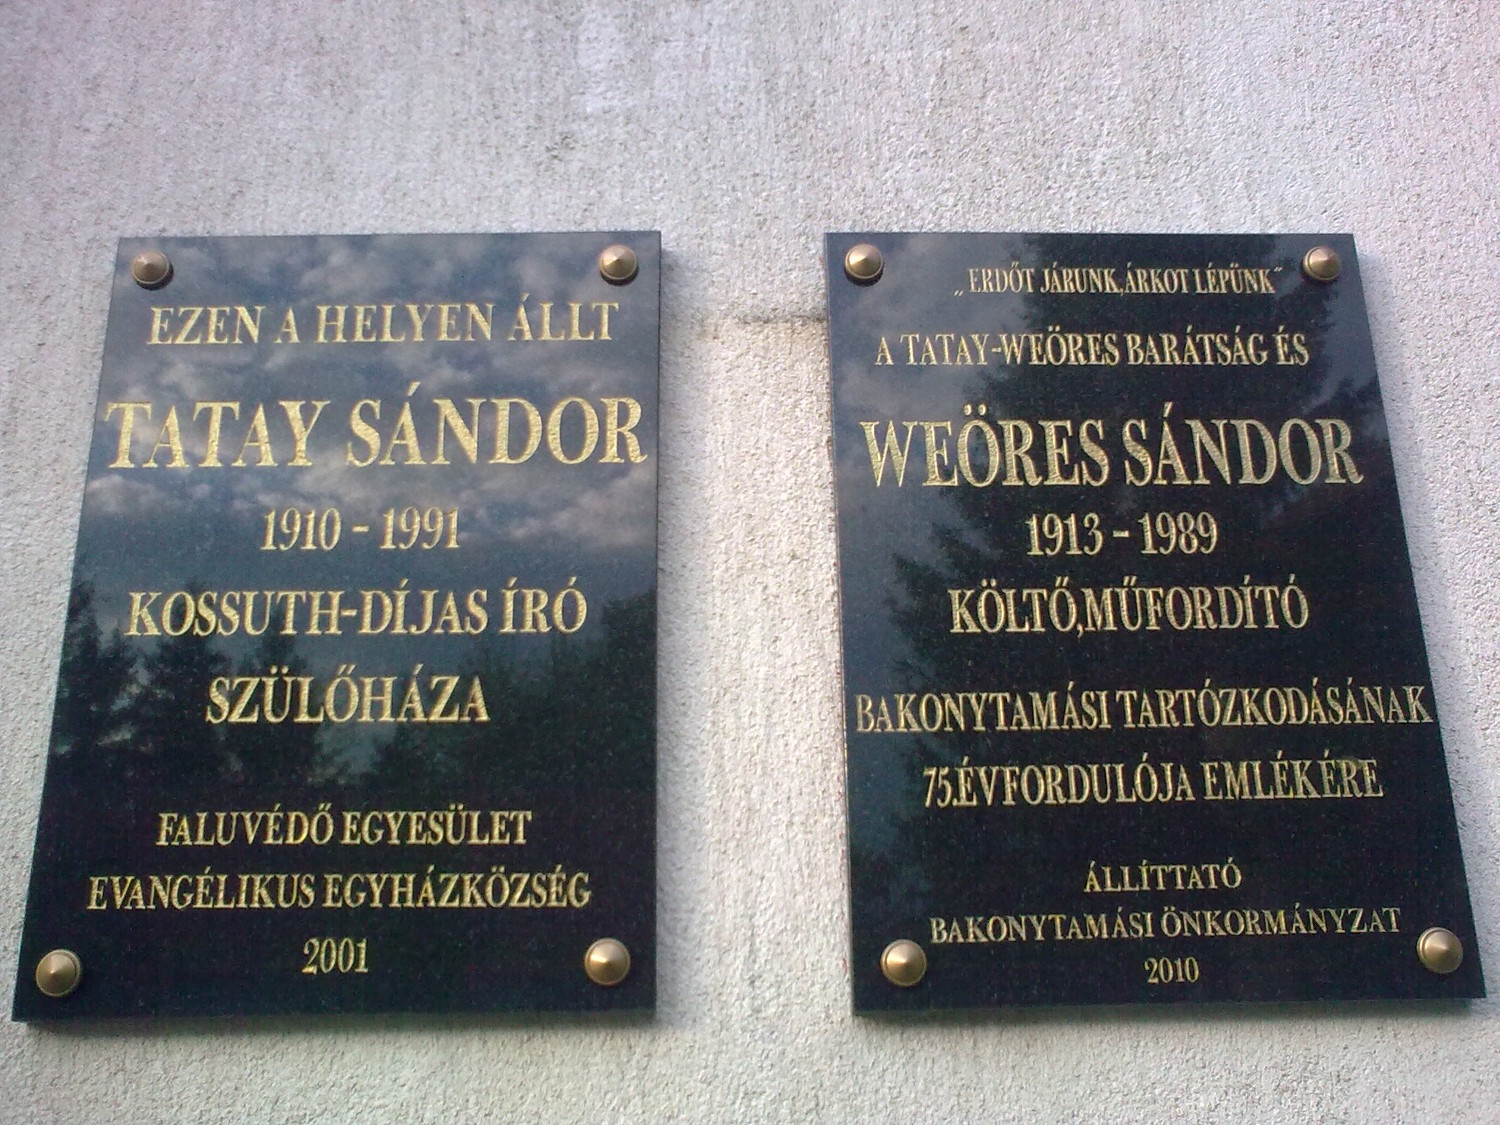 EZEN A HELYEN ÁLLT
TATAY SÁNDOR
1910 - 1991
KOSSUTH-DÍJAS ÍRÓ
SZÜLŐHÁZA
FALUVÉDŐ EGYESÜLET
EVANGÉLIKUS EGYHÁZKÖZSÉG
2001
„ERDŐT JÁRUNK,ÁRKOT LÉPÜNK"
A TATAY-WEÖRES BARÁTSÁG ÉS
WEÖRES SÁNDOR
1913 - 1989
KÖLTŐ,MŰFORDÍTÓ
BAKONYTAMÁSI TARTÓZKODÁSÁNAK
75.ÉVFORDULÓJA EMLÉKÉRE
ÁLLÍTTATÓ
BAKONYTAMÁSI ÖNKORMÁNYZAT
2010